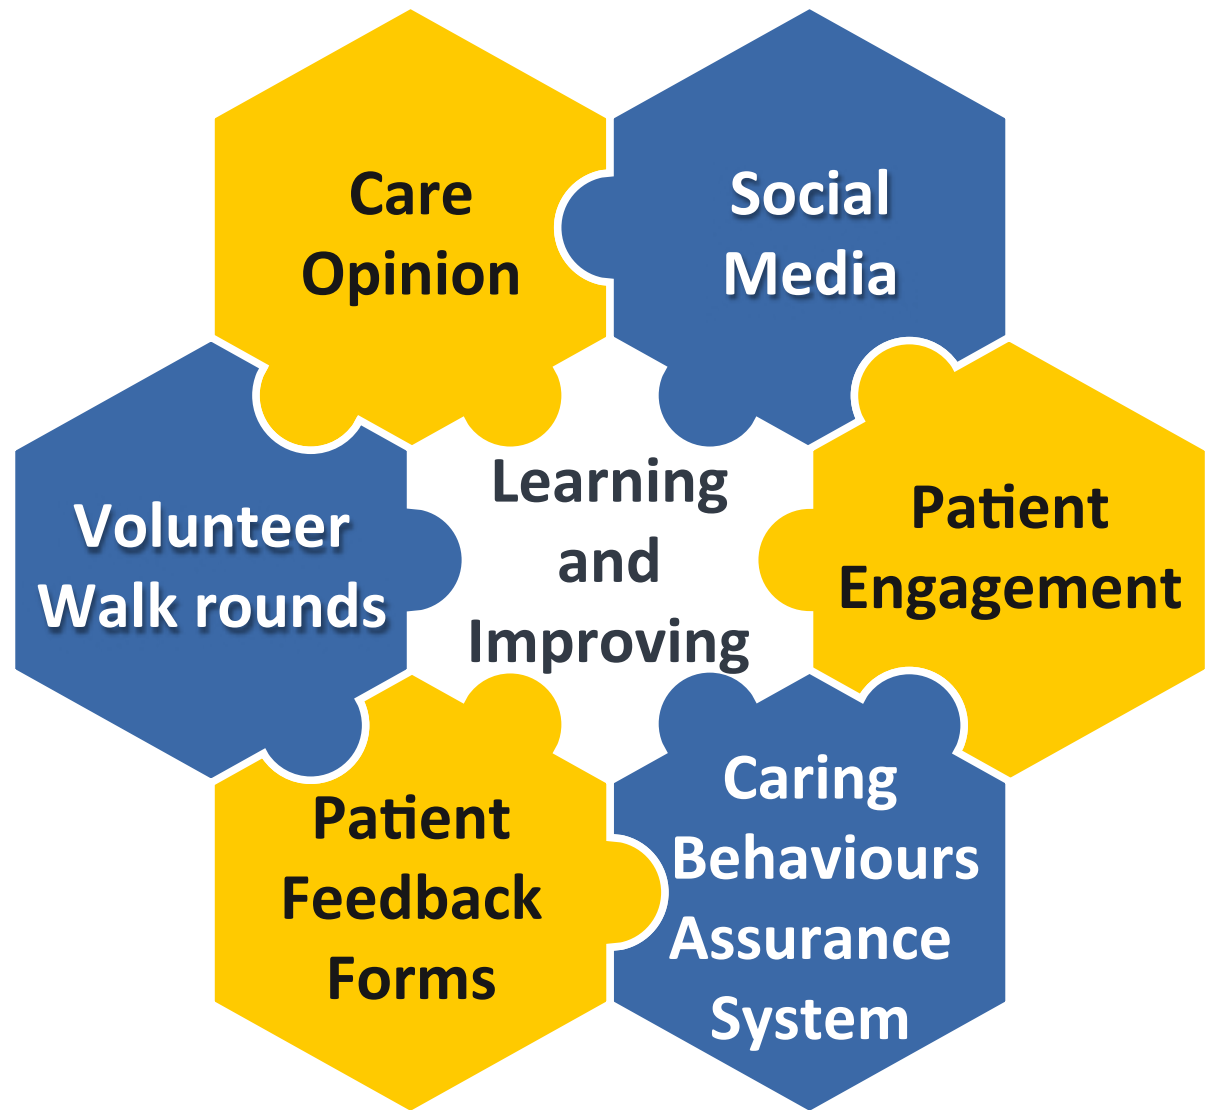 Care
Opinion
Social
Media
Volunteer
Walk rounds
Learning
and
Improving
Patient
Engagement
Patient
Feedback
Forms
Caring
Behaviours
Assurance
System